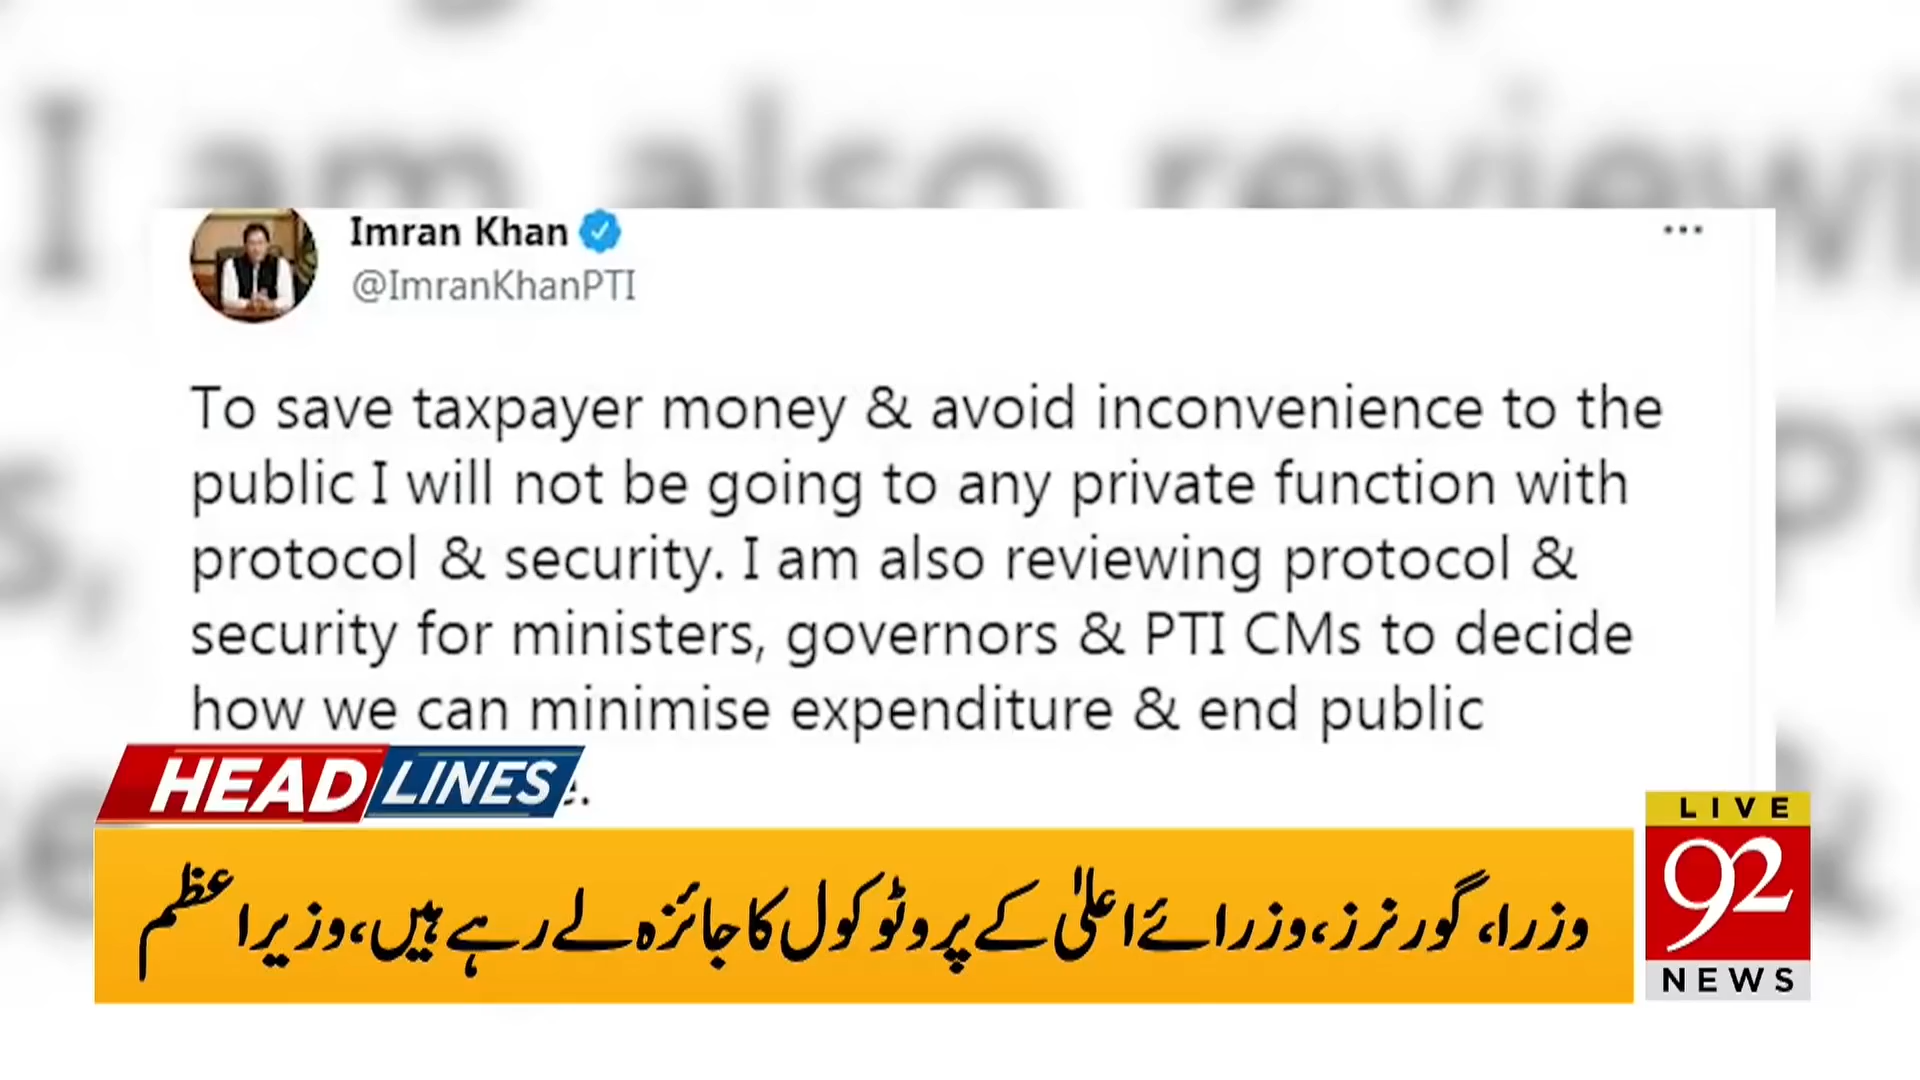 Imran Khan
@ImranKhanPTI
To save taxpayer money & avoid inconvenience to the
public I will not be going to any private function with
protocol & security. I am also reviewing protocol &
security for ministers, governors & PTI CMs to decide
how we can minimise expenditure & end public
HEADLINES
وزرا، گورنرز، وزرائے اعلیٰ کے پروٹوکول کا جائزہ لے رہے ہیں، وزیراعظم
LIVE
92
NEWS